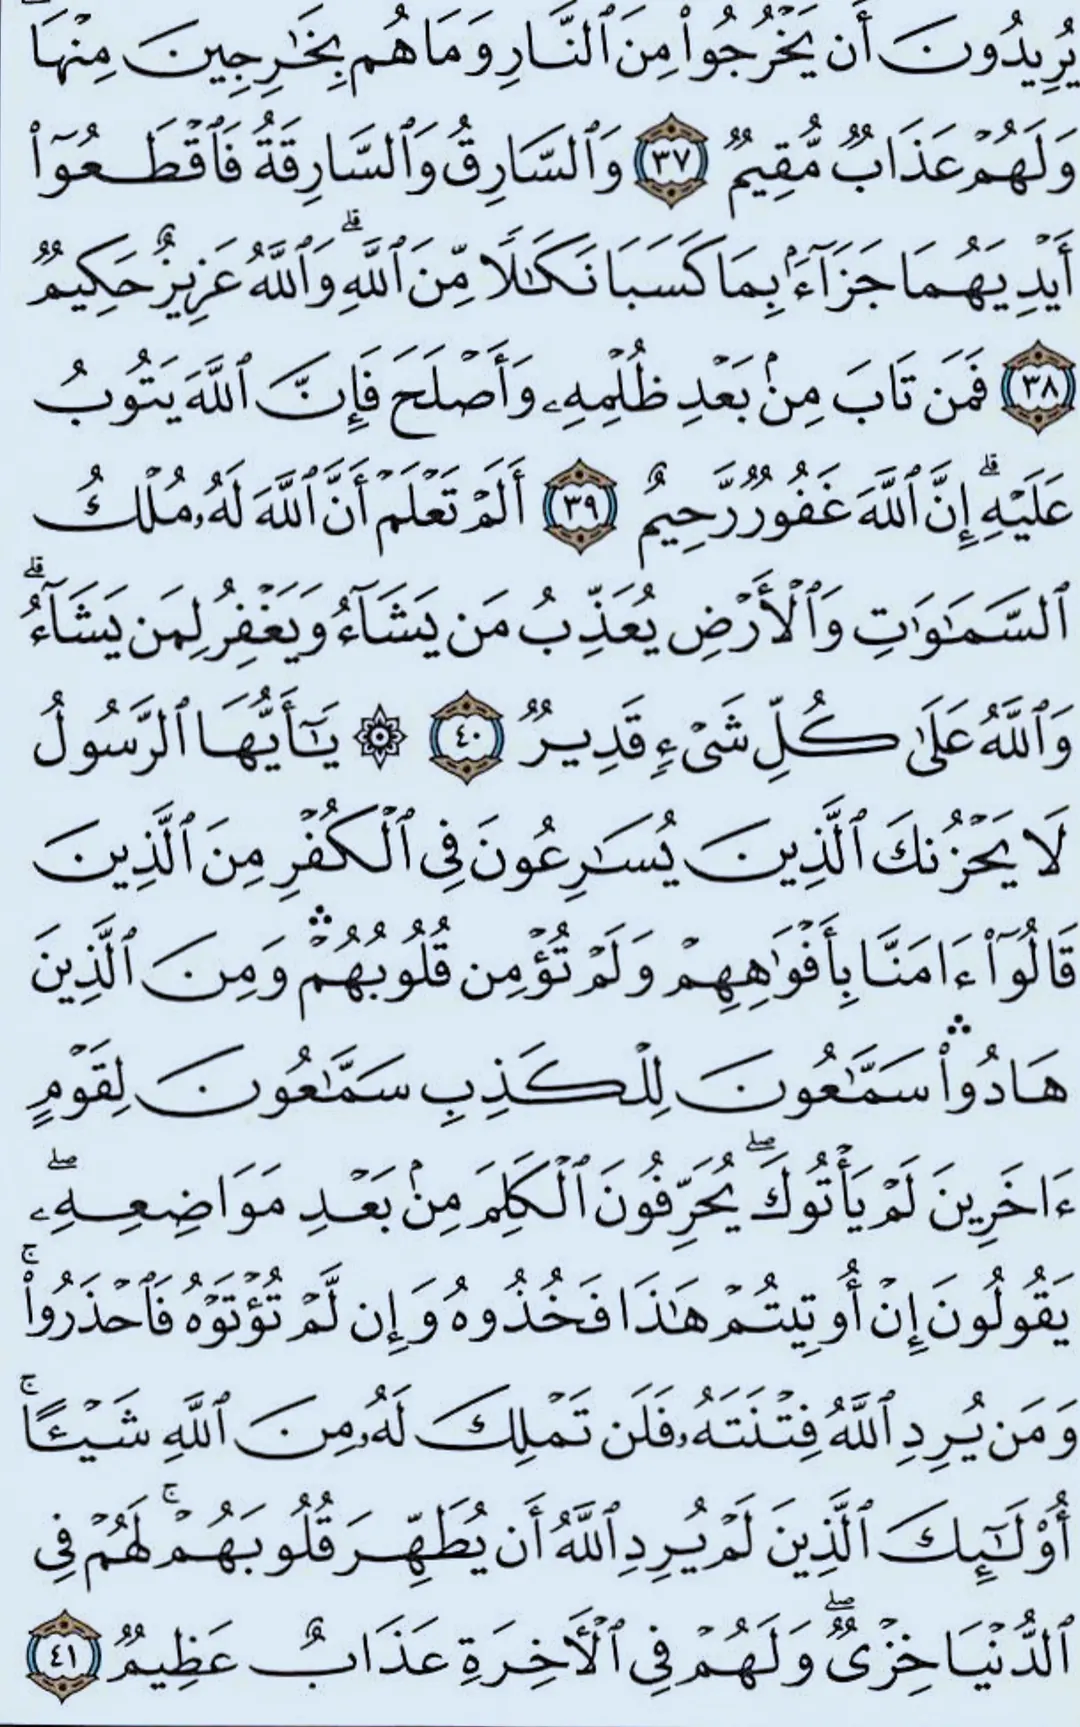 يُرِيدُونَ أَن يَخْرُجُوا۟ مِنَ ٱلنَّارِ وَمَا هُم بِخَٰرِجِينَ مِنْهَا ۖ
وَلَهُمْ عَذَابٌ مُّقِيمٌ ٣٧ وَٱلسَّارِقُ وَٱلسَّارِقَةُ فَٱقْطَعُوٓا۟
أَيْدِيَهُمَا جَزَآءًۢ بِمَا كَسَبَا نَكَٰلًا مِّنَ ٱللَّهِ ۗ وَٱللَّهُ عَزِيزٌ حَكِيمٌ
٣٨ فَمَن تَابَ مِنۢ بَعْدِ ظُلْمِهِۦ وَأَصْلَحَ فَإِنَّ ٱللَّهَ يَتُوبُ
عَلَيْهِ ۗ إِنَّ ٱللَّهَ غَفُورٌ رَّحِيمٌ ٣٩ أَلَمْ تَعْلَمْ أَنَّ ٱللَّهَ لَهُۥ مُلْكُ
ٱلسَّمَٰوَٰتِ وَٱلْأَرْضِ يُعَذِّبُ مَن يَشَآءُ وَيَغْفِرُ لِمَن يَشَآءُ ۗ
وَٱللَّهُ عَلَىٰ كُلِّ شَىْءٍ قَدِيرٌ ٤٠ ۞ يَٰٓأَيُّهَا ٱلرَّسُولُ
لَا يَحْزُنكَ ٱلَّذِينَ يُسَٰرِعُونَ فِى ٱلْكُفْرِ مِنَ ٱلَّذِينَ
قَالُوٓا۟ ءَامَنَّا بِأَفْوَٰهِهِمْ وَلَمْ تُؤْمِن قُلُوبُهُمْ ۛ وَمِنَ ٱلَّذِينَ
هَادُوا۟ ۛ سَمَّٰعُونَ لِلْكَذِبِ سَمَّٰعُونَ لِقَوْمٍ
ءَاخَرِينَ لَمْ يَأْتُوكَ ۖ يُحَرِّفُونَ ٱلْكَلِمَ مِنۢ بَعْدِ مَوَاضِعِهِۦ ۖ
يَقُولُونَ إِنْ أُوتِيتُمْ هَٰذَا فَخُذُوهُ وَإِن لَّمْ تُؤْتَوْهُ فَٱحْذَرُوا۟ ۚ
وَمَن يُرِدِ ٱللَّهُ فِتْنَتَهُۥ فَلَن تَمْلِكَ لَهُۥ مِنَ ٱللَّهِ شَيْـًٔا ۚ
أُو۟لَٰٓئِكَ ٱلَّذِينَ لَمْ يُرِدِ ٱللَّهُ أَن يُطَهِّرَ قُلُوبَهُمْ ۚ لَهُمْ فِى
ٱلدُّنْيَا خِزْىٌ ۖ وَلَهُمْ فِى ٱلْأَخِرَةِ عَذَابٌ عَظِيمٌ ٤١